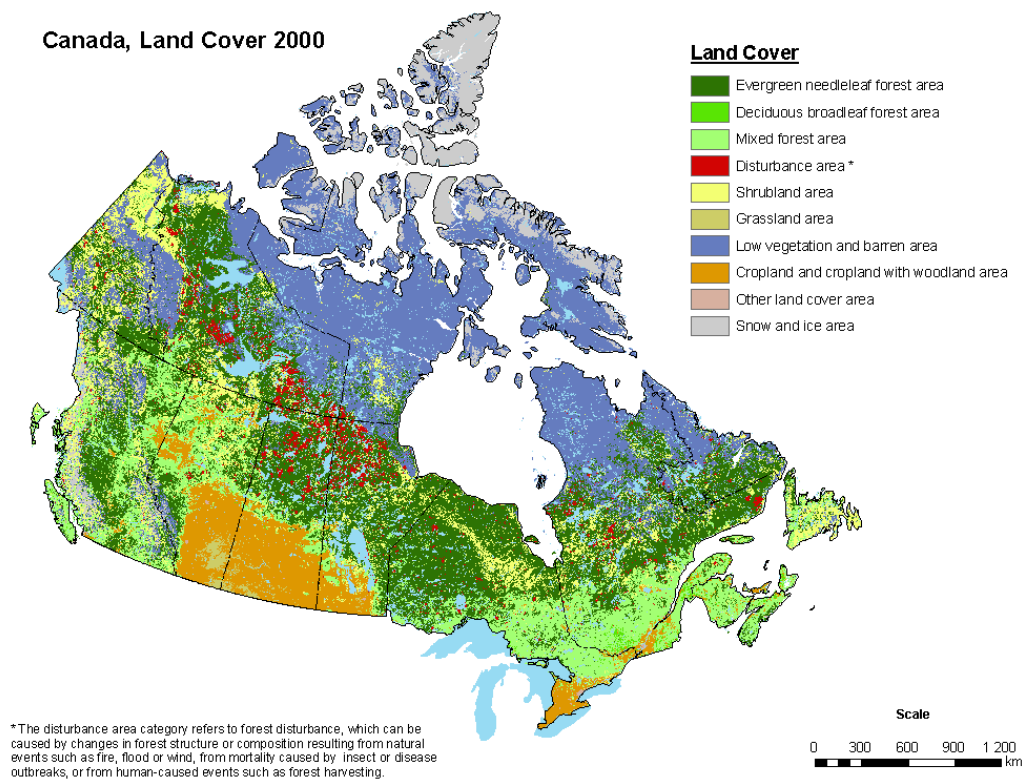 Canada, Land Cover 2000
Land Cover
Evergreen needleleaf forest area
Deciduous broadleaf forest area
Mixed forest area
Disturbance area *
Shrubland area
Grassland area
Low vegetation and barren area
Cropland and cropland with woodland area
Other land cover area
Snow and ice area
* The disturbance area category refers to forest disturbance, which can be
caused by changes in forest structure or composition resulting from natural
events such as fire, flood or wind, from mortality caused by insect or disease
outbreaks, or from human-caused events such as forest harvesting.
Scale
0 300 600 900 1 200
km